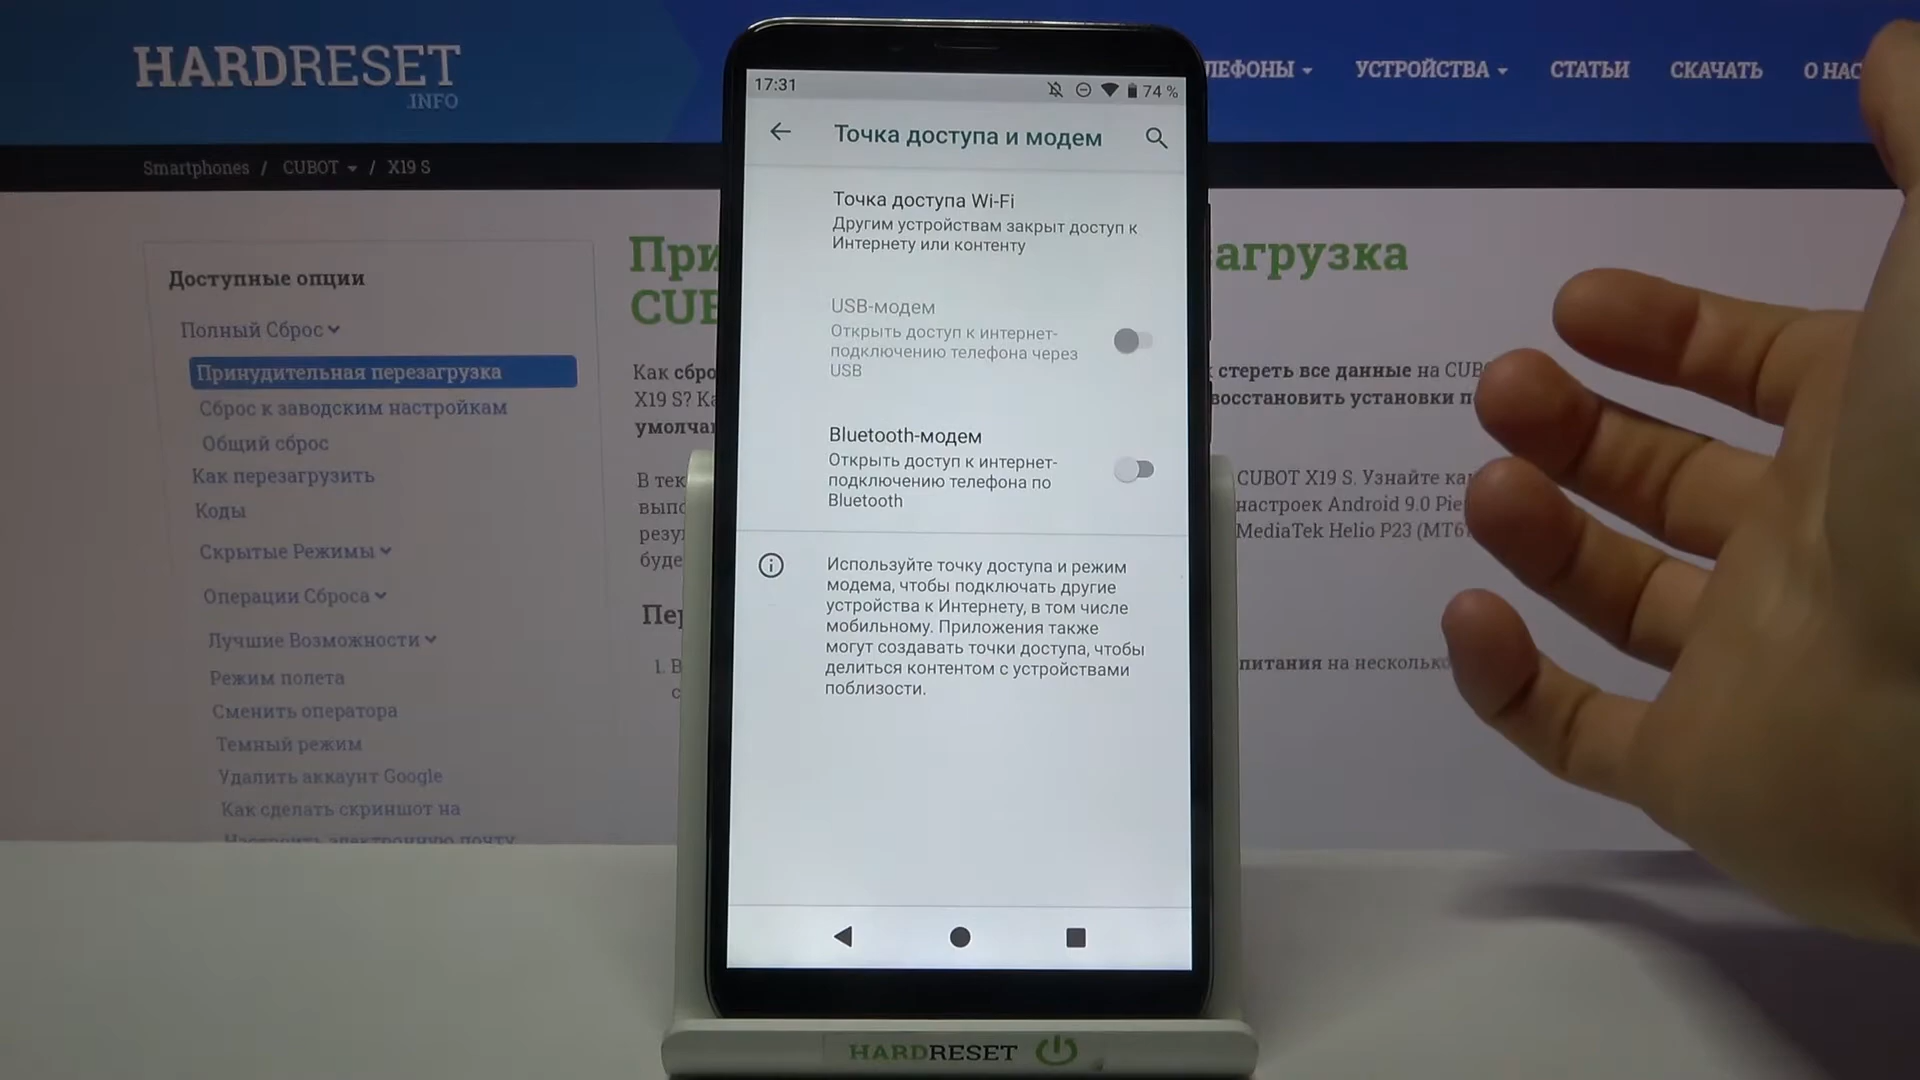 HARDRESET
.INFO
УСТРОЙСТВА
СТАТЬИ
СКАЧАТЬ
Smartphones / CUBOT / X19 S
Доступные опции
Полный Сброс
Принудительная перезагрузка
Сброс к заводским настройкам
Общий сброс
Как перезагрузить
Коды
Скрытые Режимы
Операции Сброса
Лучшие Возможности
Режим полета
Сменить оператора
Темный режим
Удалить аккаунт Google
Как сделать скриншот на
17:31
74 %
Точка доступа и модем
Точка доступа Wi-Fi
Другим устройствам закрыт доступ к
Интернету или контенту
USB-модем
Открыть доступ к интернет-
подключению телефона через
USB
Bluetooth-модем
Открыть доступ к интернет-
подключению телефона по
Bluetooth
Используйте точку доступа и режим
модема, чтобы подключать другие
устройства к Интернету, в том числе
мобильному. Приложения также
могут создавать точки доступа, чтобы
делиться контентом с устройствами
поблизости.
Как
X19 S?
стереть все данные на
восстановить установки
CUBOT X19 S. Узнайте
настроек Android 9.0 Pie
MediaTek Helio P23
1.
питания на
HARDRESET